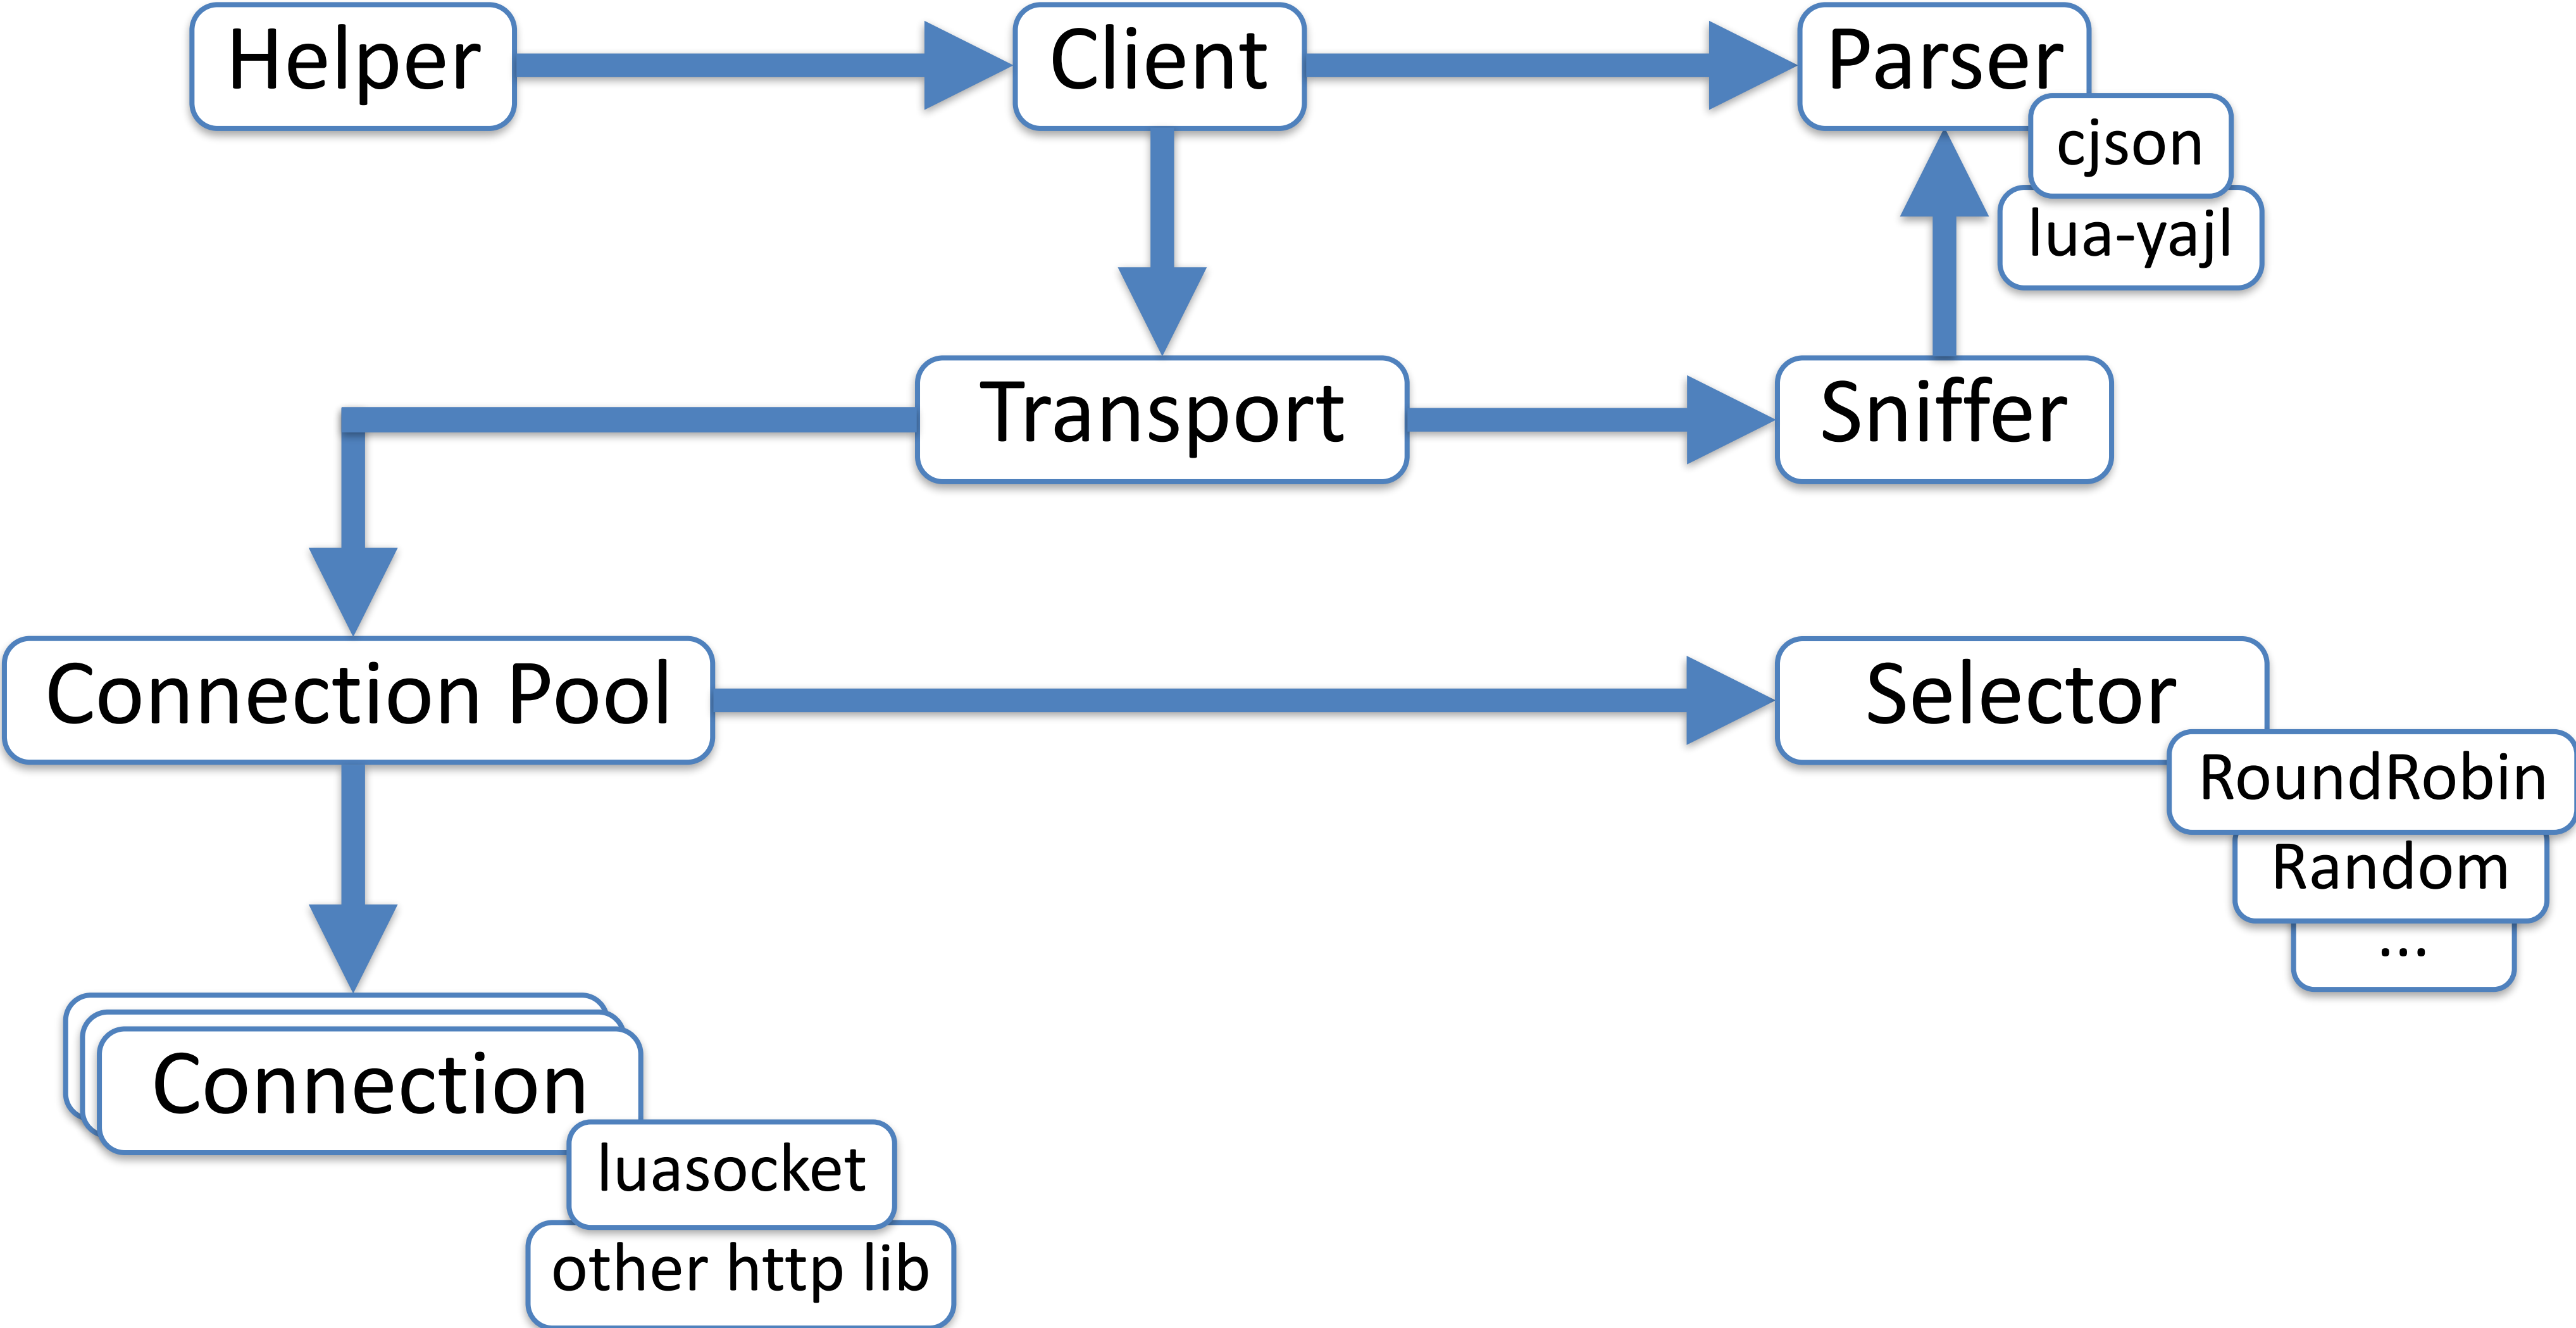 Helper
Client
Parser
cjson
lua-yajl
Transport
Sniffer
Connection Pool
Selector
RoundRobin
Random
...
Connection
luasocket
other http lib